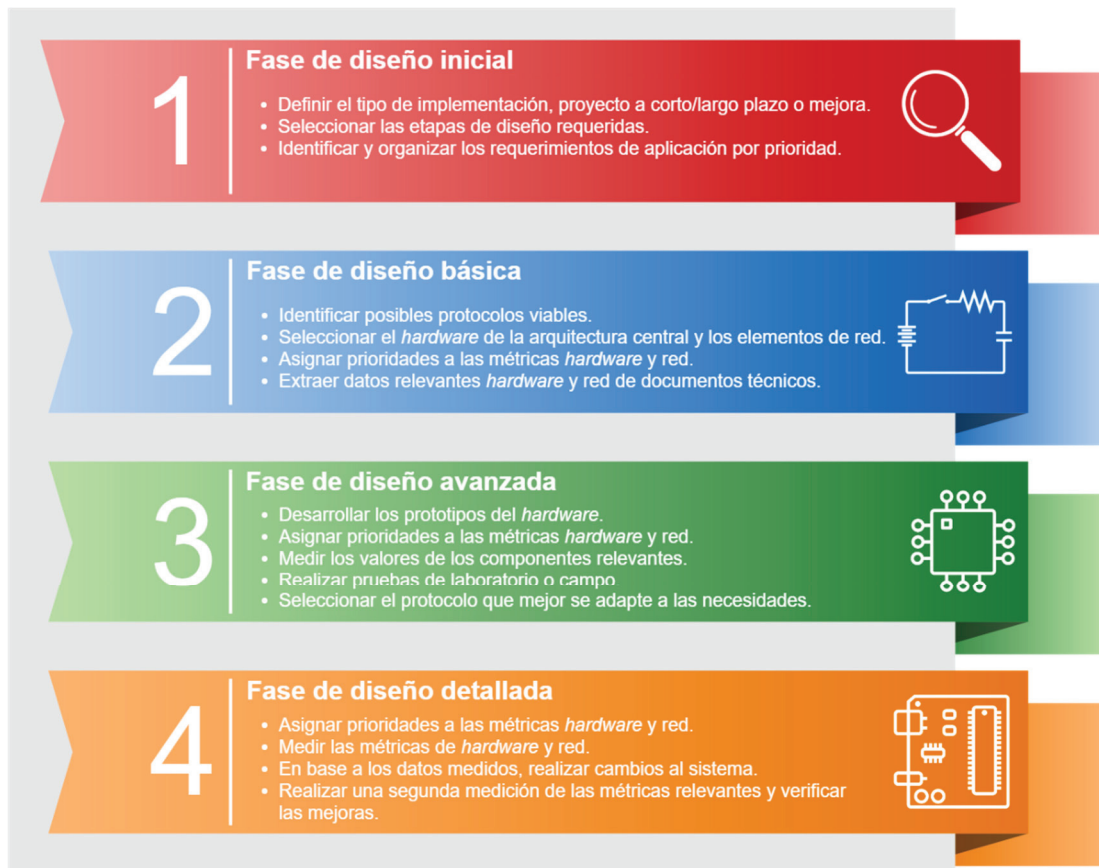 1
Fase de diseño inicial
• Definir el tipo de implementación, proyecto a corto/largo plazo o mejora.
• Seleccionar las etapas de diseño requeridas.
• Identificar y organizar los requerimientos de aplicación por prioridad.
2
Fase de diseño básica
• Identificar posibles protocolos viables.
• Seleccionar el hardware de la arquitectura central y los elementos de red.
• Asignar prioridades a las métricas hardware y red.
• Extraer datos relevantes hardware y red de documentos técnicos.
3
Fase de diseño avanzada
• Desarrollar los prototipos del hardware.
• Asignar prioridades a las métricas hardware y red.
• Medir los valores de los componentes relevantes.
• Realizar pruebas de laboratorio o campo
• Seleccionar el protocolo que mejor se adapte a las necesidades.
4
Fase de diseño detallada
• Asignar prioridades a las métricas hardware y red.
• Medir las métricas de hardware y red.
• En base a los datos medidos, realizar cambios al sistema.
• Realizar una segunda medición de las métricas relevantes y verificar
las mejoras.